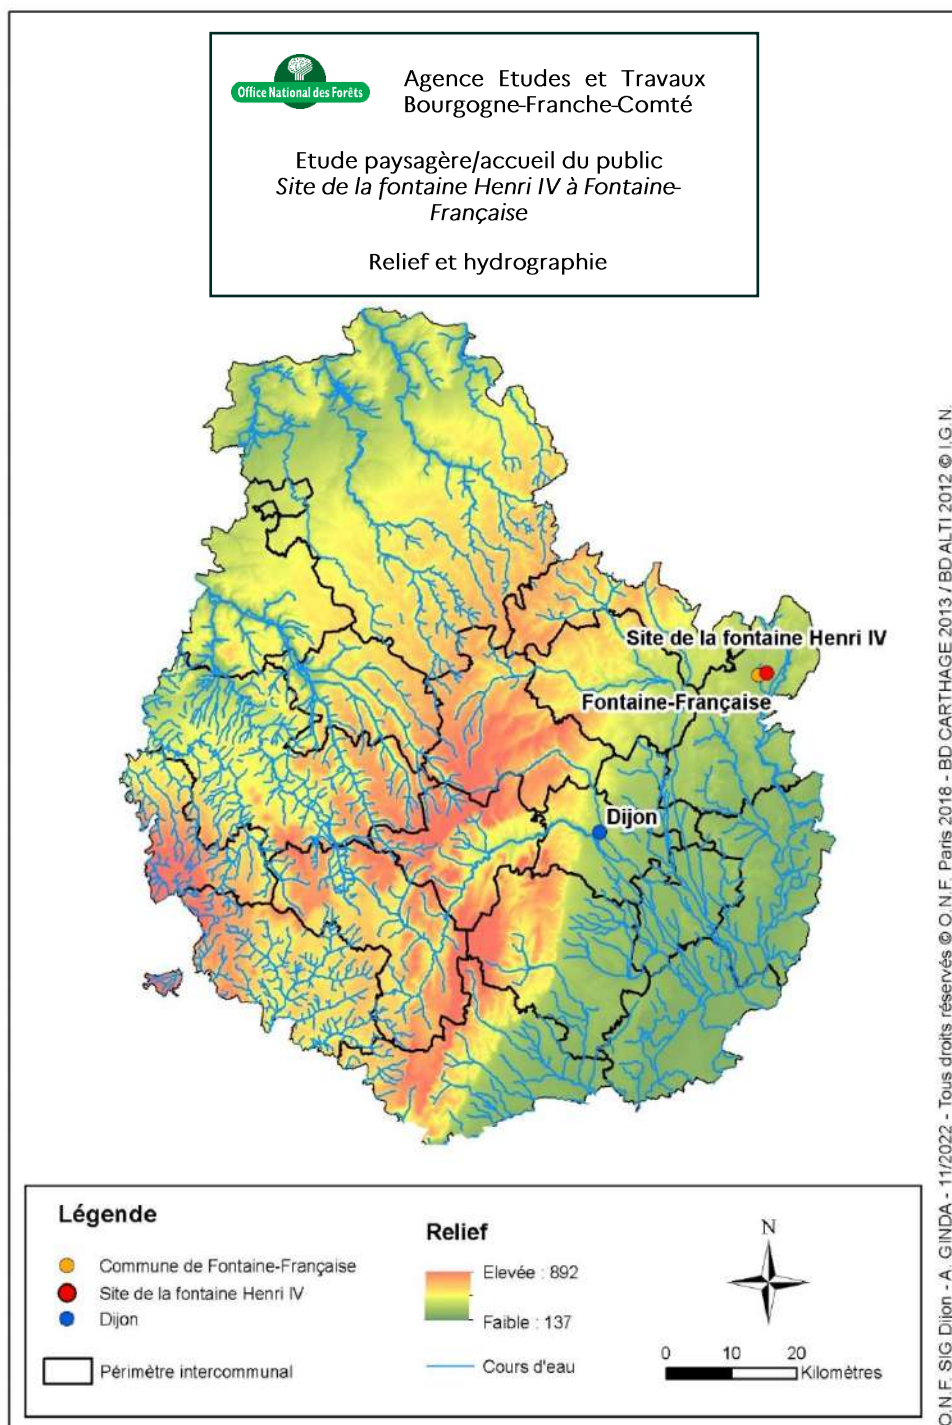 Office National des Forêts
Agence Etudes et Travaux
Bourgogne-Franche-Comté
Etude paysagère/accueil du public
Site de la fontaine Henri IV à Fontaine-
Française
Relief et hydrographie
Site de la fontaine Henri IV
Fontaine-Française
Dijon
O.N.F. SIG Dijon - A. GINDA - 11/2022 - Tous droits réservés © O.N.F. Paris 2018 - BD CARTHAGE 2013 / BD ALTI 2012 © I.G.N.
Légende
Commune de Fontaine-Française
Site de la fontaine Henri IV
Dijon
Périmètre intercommunal
Relief
Elevée : 892
Faible : 137
Cours d'eau
N
0 10 20
Kilomètres